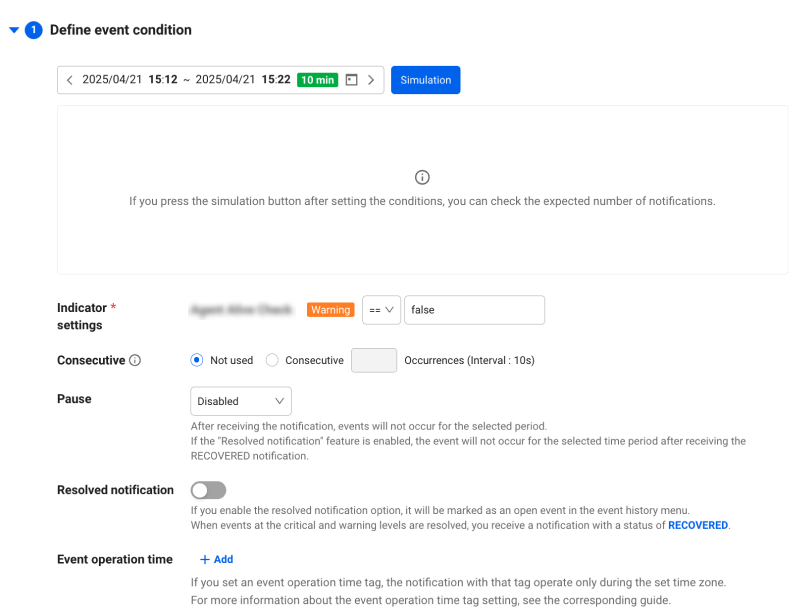 1 Define event condition
2025/04/21 15:12 ~ 2025/04/21 15:22 10 min Simulation
If you press the simulation button after setting the conditions, you can check the expected number of notifications.
Indicator * settings
Warning == false
Consecutive Not used Consecutive Occurrences (Interval : 10s)
Pause Disabled
After receiving the notification, events will not occur for the selected period.
If the "Resolved notification" feature is enabled, the event will not occur for the selected time period after receiving the
RECOVERED notification.
Resolved notification
If you enable the resolved notification option, it will be marked as an open event in the event history menu.
When events at the critical and warning levels are resolved, you receive a notification with a status of RECOVERED.
Event operation time + Add
If you set an event operation time tag, the notification with that tag operate only during the set time zone.
For more information about the event operation time tag setting, see the corresponding guide.